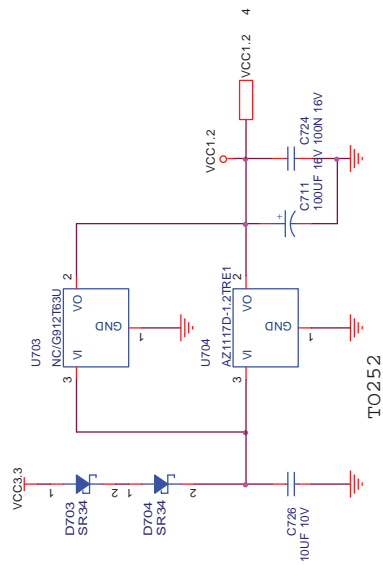 VCC3.3
1
D703
SR34
2
1
D704
SR34
2
C726
10UF 10V
U703
NC/G912T63U
3
VI
VO
2
GND
1
U704
AZ1117D-1.2TRE1
3
VI
VO
2
GND
1
TO252
VCC1.2
VCC1.2
4
+
C711
100UF 16V
C724
100N 16V